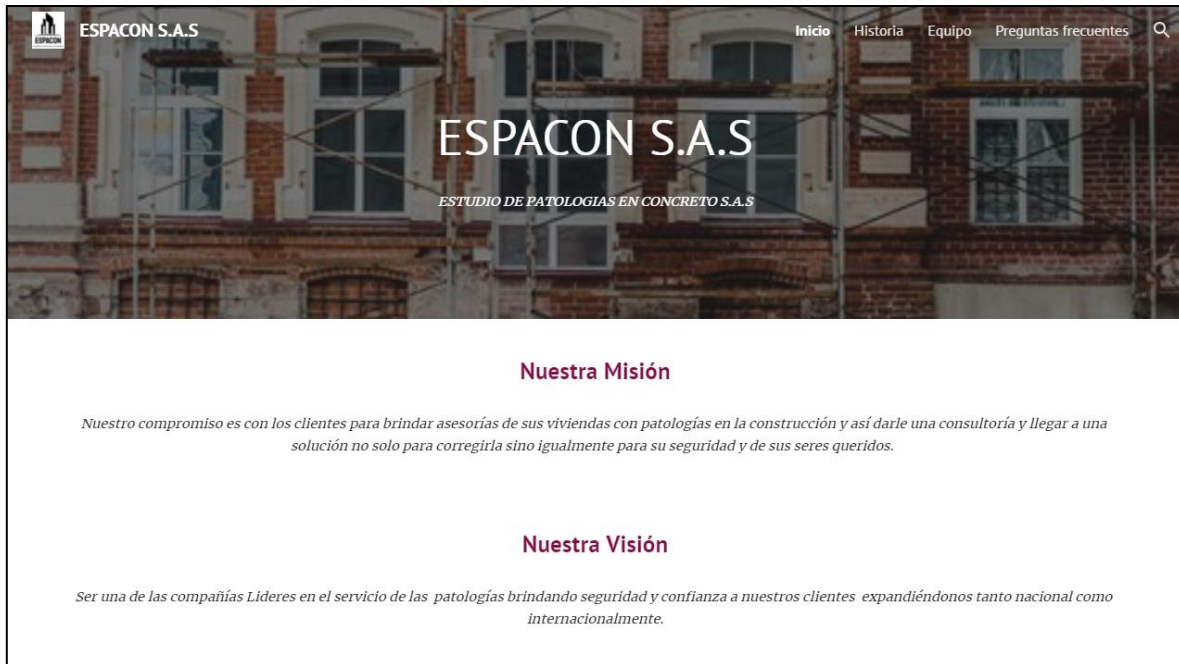 ESPACON
ESPACON S.A.S
Inicio Historia Equipo Preguntas frecuentes
ESPACON S.A.S
ESTUDIO DE PATOLOGIAS EN CONCRETO S.A.S
Nuestra Misión
Nuestro compromiso es con los clientes para brindar asesorías de sus viviendas con patologías en la construcción y así darle una consultoría y llegar a una
solución no solo para corregirla sino igualmente para su seguridad y de sus seres queridos.
Nuestra Visión
Ser una de las compañías Lideres en el servicio de las patologías brindando seguridad y confianza a nuestros clientes expandiéndonos tanto nacional como
internacionalmente.